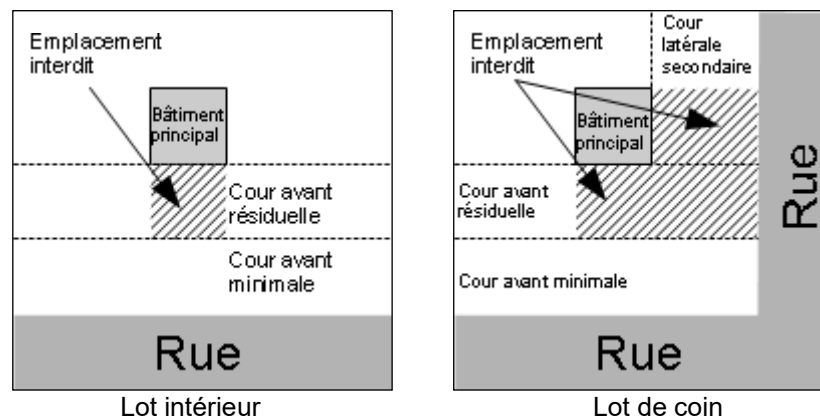 Emplacement
interdit
Bâtiment
principal
Cour avant
résiduelle
Cour avant
minimale
Rue
Lot intérieur
Cour
latérale
secondaire
Emplacement
interdit
Bâtiment
principal
Cour avant
résiduelle
Cour avant minimale
Rue
Rue
Lot de coin